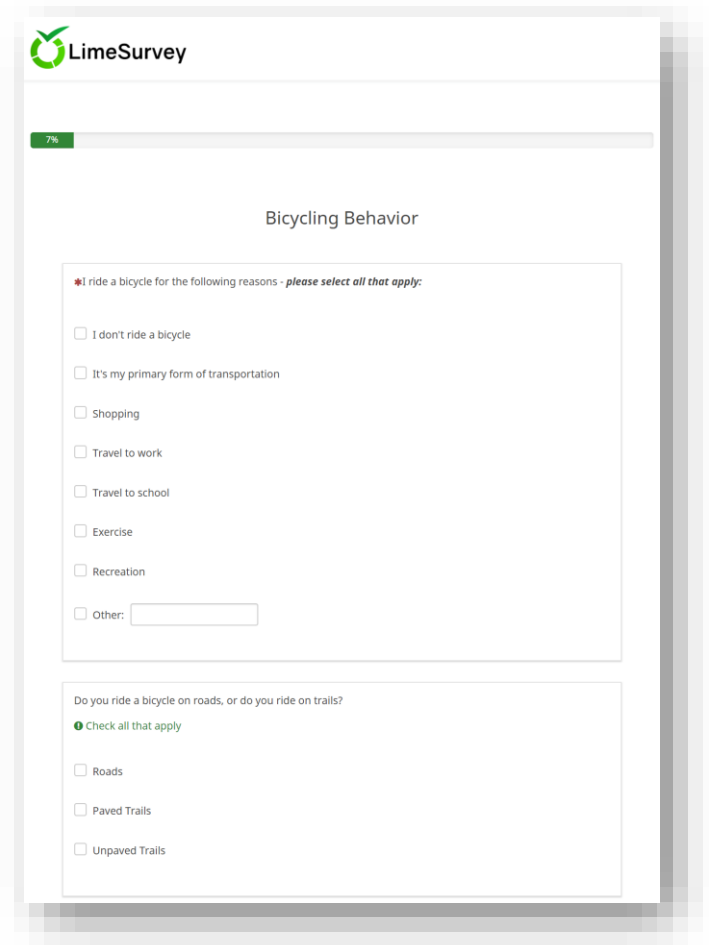 LimeSurvey
7%
Bicycling Behavior
*I ride a bicycle for the following reasons - please select all that apply:
I don't ride a bicycle
It's my primary form of transportation
Shopping
Travel to work
Travel to school
Exercise
Recreation
Other:
Do you ride a bicycle on roads, or do you ride on trails?
Check all that apply
Roads
Paved Trails
Unpaved Trails